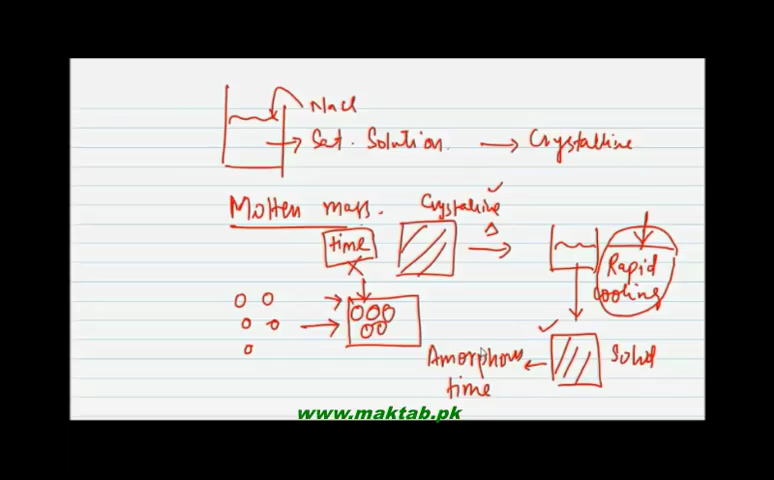 NaCl
Sat. Solution. → Crystalline
Molten mass.
Crystalline
time
Δ
Rapid
cooling
Amorphous
time
Solid
www.maktab.pk